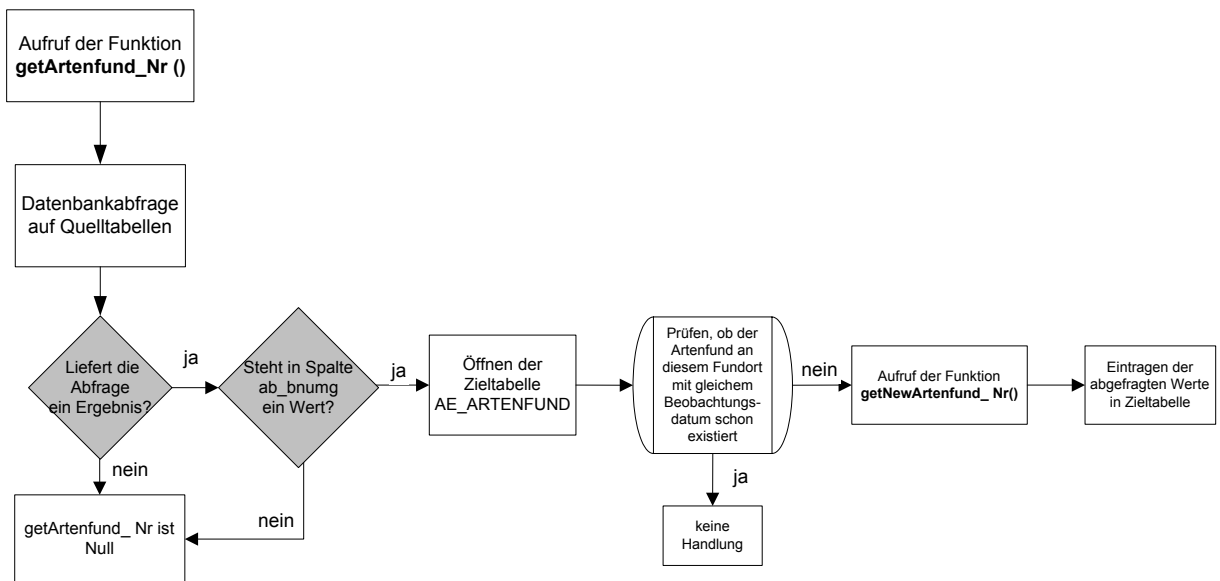 Aufruf der Funktion
getArtenfund_Nr ()
Datenbankabfrage
auf Quelltabellen
Liefert die
Abfrage
ein Ergebnis?
ja
nein
Steht in Spalte
ab_bnumg
ein Wert?
ja
nein
getArtenfund_ Nr ist
Null
Öffnen der
Zieltabelle
AE_ARTENFUND
Prüfen, ob der
Artenfund an
diesem Fundort
mit gleichem
Beobachtungs-
datum schon
existiert
nein
ja
keine
Handlung
Aufruf der Funktion
getNewArtenfund_ Nr()
Eintragen der
abgefragten Werte
in Zieltabelle